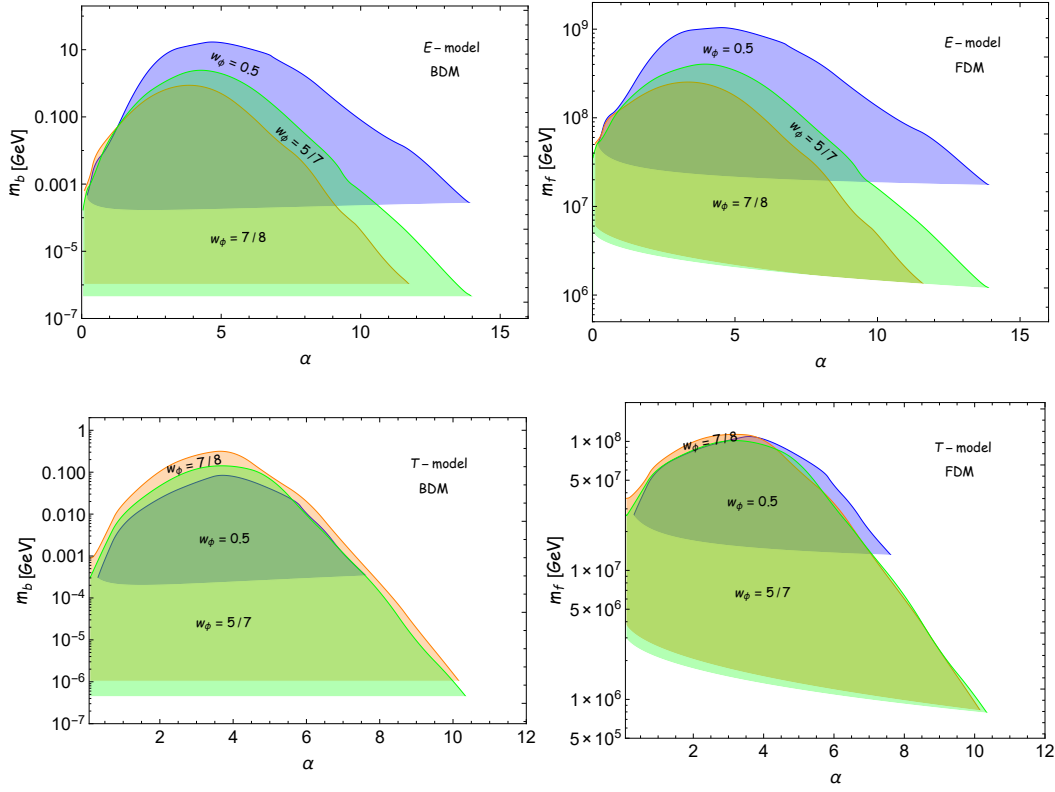 E-model
BDM
w_ϕ = 0.5
w_ϕ = 5/7
w_ϕ = 7/8
m_b [GeV]
10
0.100
0.001
10^-5
10^-7
0 5 10 15
α
E-model
FDM
w_ϕ = 0.5
w_ϕ = 5/7
w_ϕ = 7/8
m_f [GeV]
10^9
10^8
10^7
10^6
0 5 10 15
α
T-model
BDM
w_ϕ = 7/8
w_ϕ = 0.5
w_ϕ = 5/7
m_b [GeV]
1
0.100
0.010
0.001
10^-4
10^-5
10^-6
10^-7
2 4 6 8 10 12
α
T-model
FDM
w_ϕ = 7/8
w_ϕ = 0.5
w_ϕ = 5/7
m_f [GeV]
1×10^8
5×10^7
1×10^7
5×10^6
1×10^6
5×10^5
2 4 6 8 10 12
α